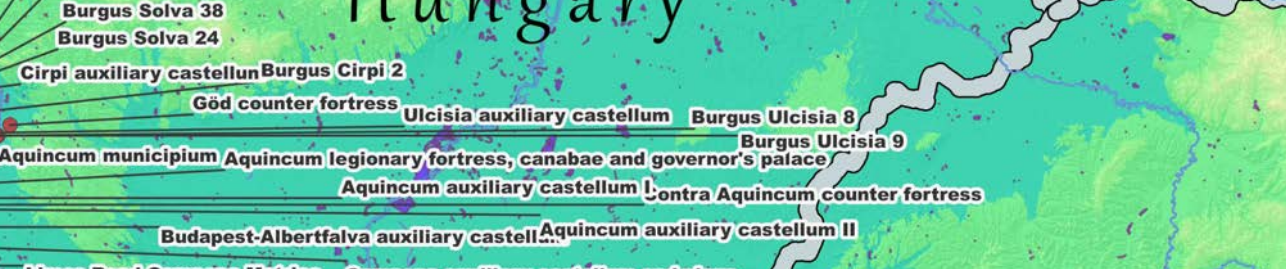 Burgus Solva 38
Hungary
Burgus Solva 24
Cirpi auxiliary castellun
Burgus Cirpi 2
Göd counter fortress
Ulcisia auxiliary castellum
Burgus Ulcisia 8
Burgus Ulcisia 9
Aquincum municipium
Aquincum legionary fortress, canabae and governor's palace
Aquincum auxiliary castellum I
Contra Aquincum counter fortress
Aquincum auxiliary castellum II
Budapest-Albertfalva auxiliary castell